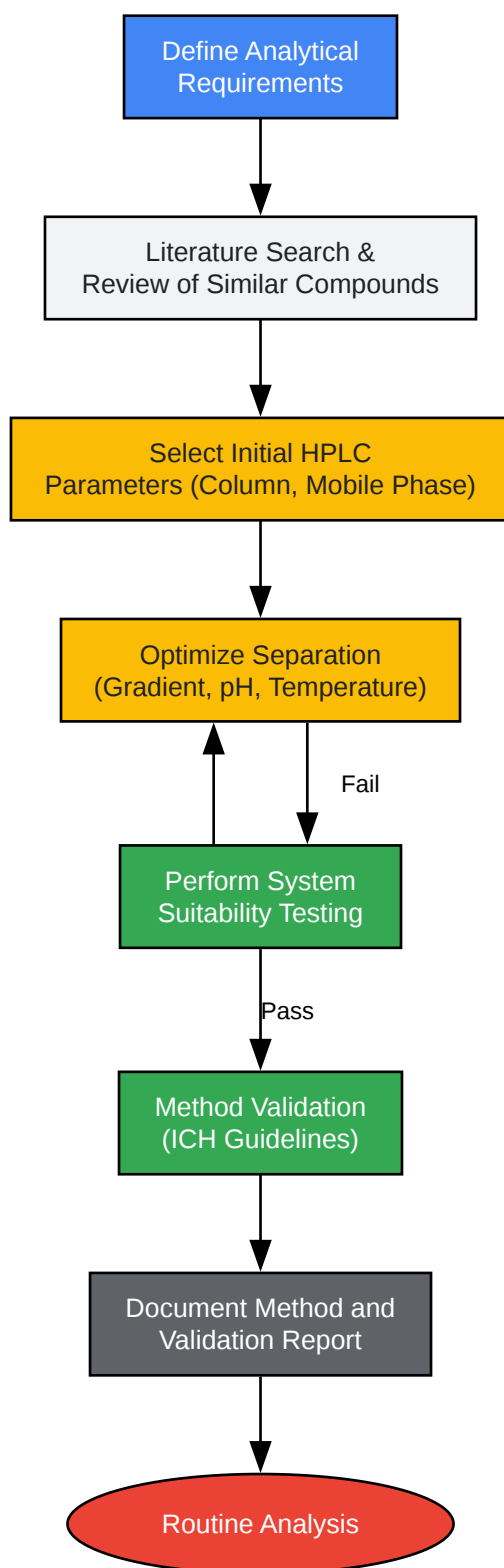 Define Analytical
Requirements
Literature Search &
Review of Similar Compounds
Select Initial HPLC
Parameters (Column, Mobile Phase)
Optimize Separation
(Gradient, pH, Temperature)
Fail
Perform System
Suitability Testing
Pass
Method Validation
(ICH Guidelines)
Document Method and
Validation Report
Routine Analysis